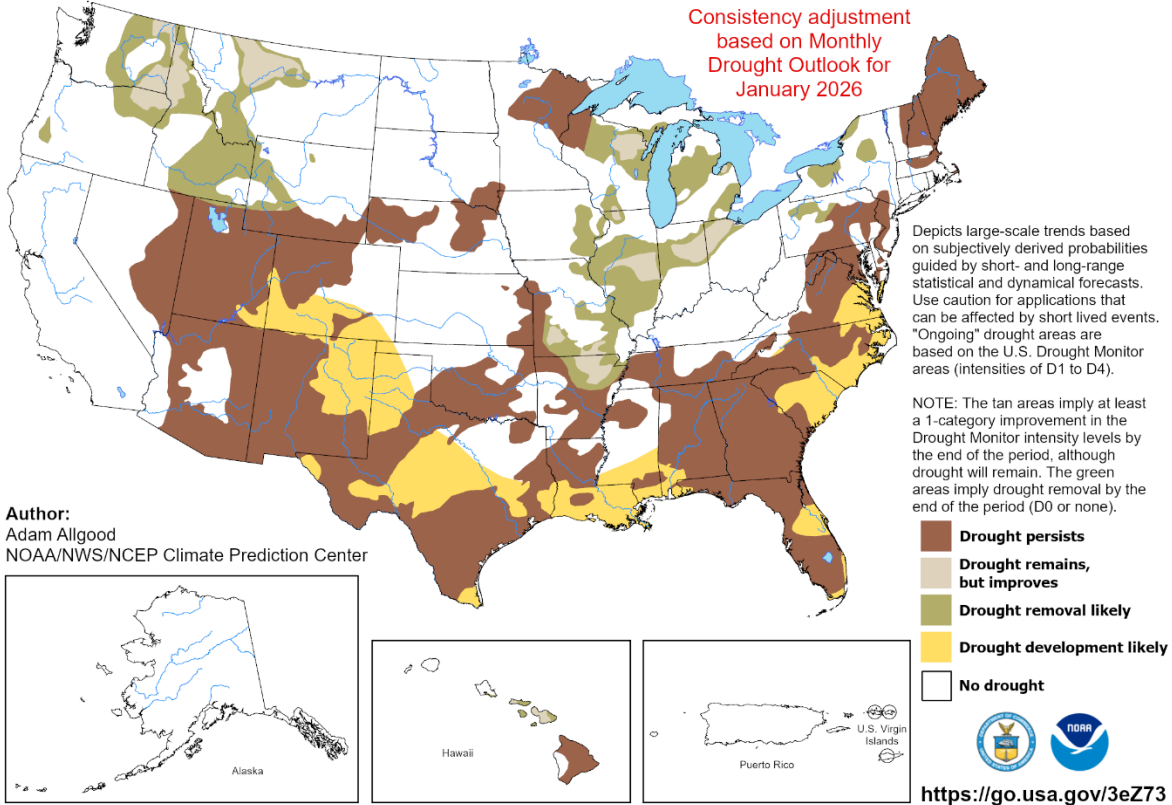 Consistency adjustment
based on Monthly
Drought Outlook for
January 2026
Depicts large-scale trends based
on subjectively derived probabilities
guided by short- and long-range
statistical and dynamical forecasts.
Use caution for applications that
can be affected by short lived events.
"Ongoing" drought areas are
based on the U.S. Drought Monitor
areas (intensities of D1 to D4).
NOTE: The tan areas imply at least
a 1-category improvement in the
Drought Monitor intensity levels by
the end of the period, although
drought will remain. The green
areas imply drought removal by the
end of the period (D0 or none).
Author:
Adam Allgood
NOAA/NWS/NCEP Climate Prediction Center
Drought persists
Drought remains,
but improves
Drought removal likely
Drought development likely
No drought
Alaska
Hawaii
Puerto Rico
U.S. Virgin
Islands
NOAA
https://go.usa.gov/3eZ73